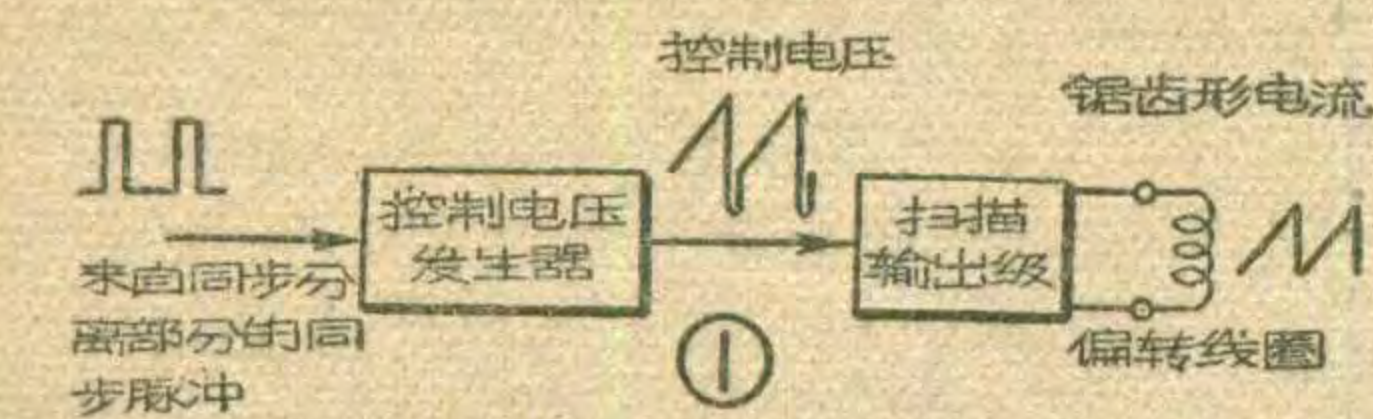 控制电压
锯齿形电流
控制电压
发生器
扫描
输出级
来自同步分
离部分的同
步脉冲
偏转线圈
①